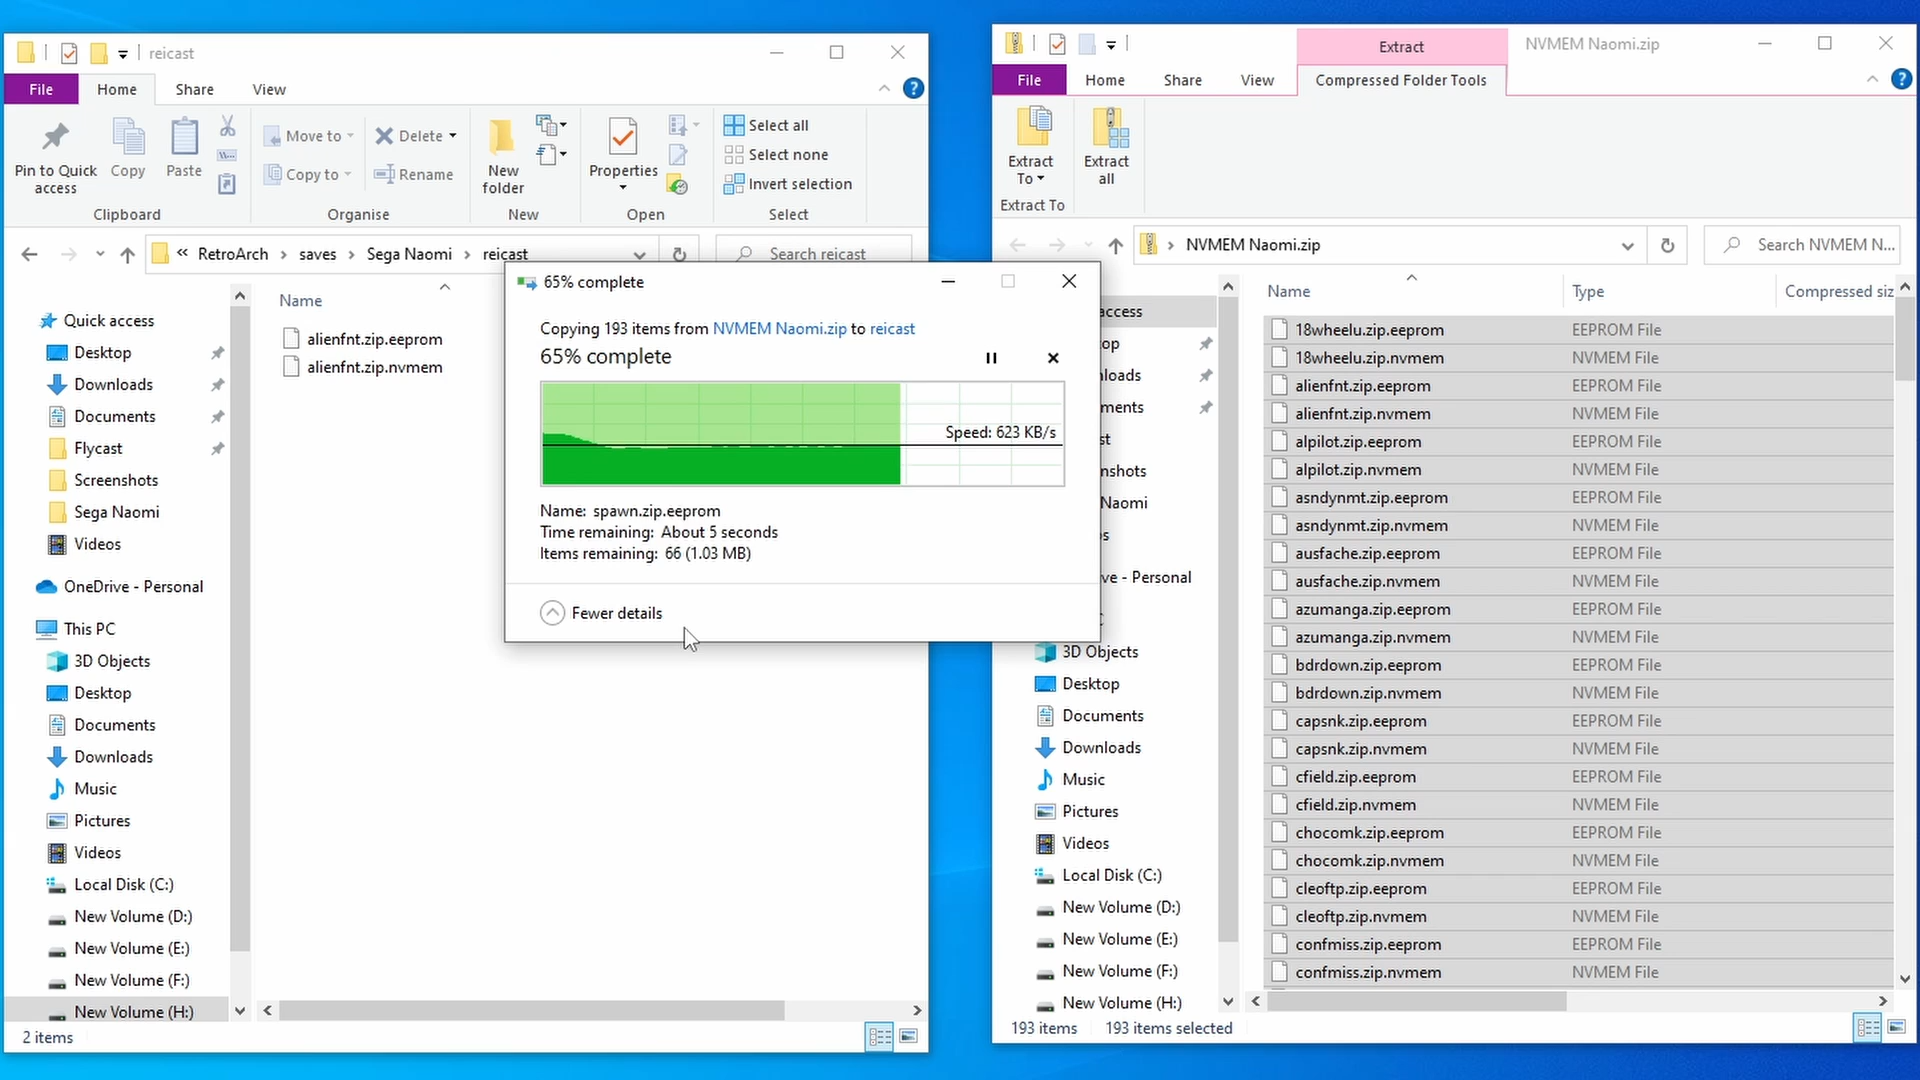 reicast
File
Home
Share
View
Pin to Quick access
Copy
Paste
Move to
Copy to
Delete
Rename
New folder
Properties
Select all
Select none
Invert selection
Clipboard
Organise
New
Open
Select
« RetroArch > saves > Sega Naomi > reicast
Search reicast
Quick access
Desktop
Downloads
Documents
Flycast
Screenshots
Sega Naomi
Videos
OneDrive - Personal
This PC
3D Objects
Desktop
Documents
Downloads
Music
Pictures
Videos
Local Disk (C:)
New Volume (D:)
New Volume (E:)
New Volume (F:)
New Volume (H:)
Name
alienfnt.zip.eeprom
alienfnt.zip.nvmem
2 items
65% complete
Copying 193 items from NVMEM Naomi.zip to reicast
65% complete
Speed: 623 KB/s
Name: spawn.zip.eeprom
Time remaining: About 5 seconds
Items remaining: 66 (1.03 MB)
Fewer details
Extract
NVMEM Naomi.zip
File
Home
Share
View
Compressed Folder Tools
Extract To
Extract all
Extract To
NVMEM Naomi.zip
Search NVMEM N...
access
op
nloads
ments
st
nshots
Naomi
os
ve - Personal
3D Objects
Desktop
Documents
Downloads
Music
Pictures
Videos
Local Disk (C:)
New Volume (D:)
New Volume (E:)
New Volume (F:)
New Volume (H:)
Name Type Compressed siz
18wheelu.zip.eeprom EEPROM File
18wheelu.zip.nvmem NVMEM File
alienfnt.zip.eeprom EEPROM File
alienfnt.zip.nvmem NVMEM File
alpilot.zip.eeprom EEPROM File
alpilot.zip.nvmem NVMEM File
asndynmt.zip.eeprom EEPROM File
asndynmt.zip.nvmem NVMEM File
ausfache.zip.eeprom EEPROM File
ausfache.zip.nvmem NVMEM File
azumanga.zip.eeprom EEPROM File
azumanga.zip.nvmem NVMEM File
bdrdown.zip.eeprom EEPROM File
bdrdown.zip.nvmem NVMEM File
capsnk.zip.eeprom EEPROM File
capsnk.zip.nvmem NVMEM File
cfield.zip.eeprom EEPROM File
cfield.zip.nvmem NVMEM File
chocomk.zip.eeprom EEPROM File
chocomk.zip.nvmem NVMEM File
cleoftp.zip.eeprom EEPROM File
cleoftp.zip.nvmem NVMEM File
confmiss.zip.eeprom EEPROM File
confmiss.zip.nvmem NVMEM File
193 items 193 items selected